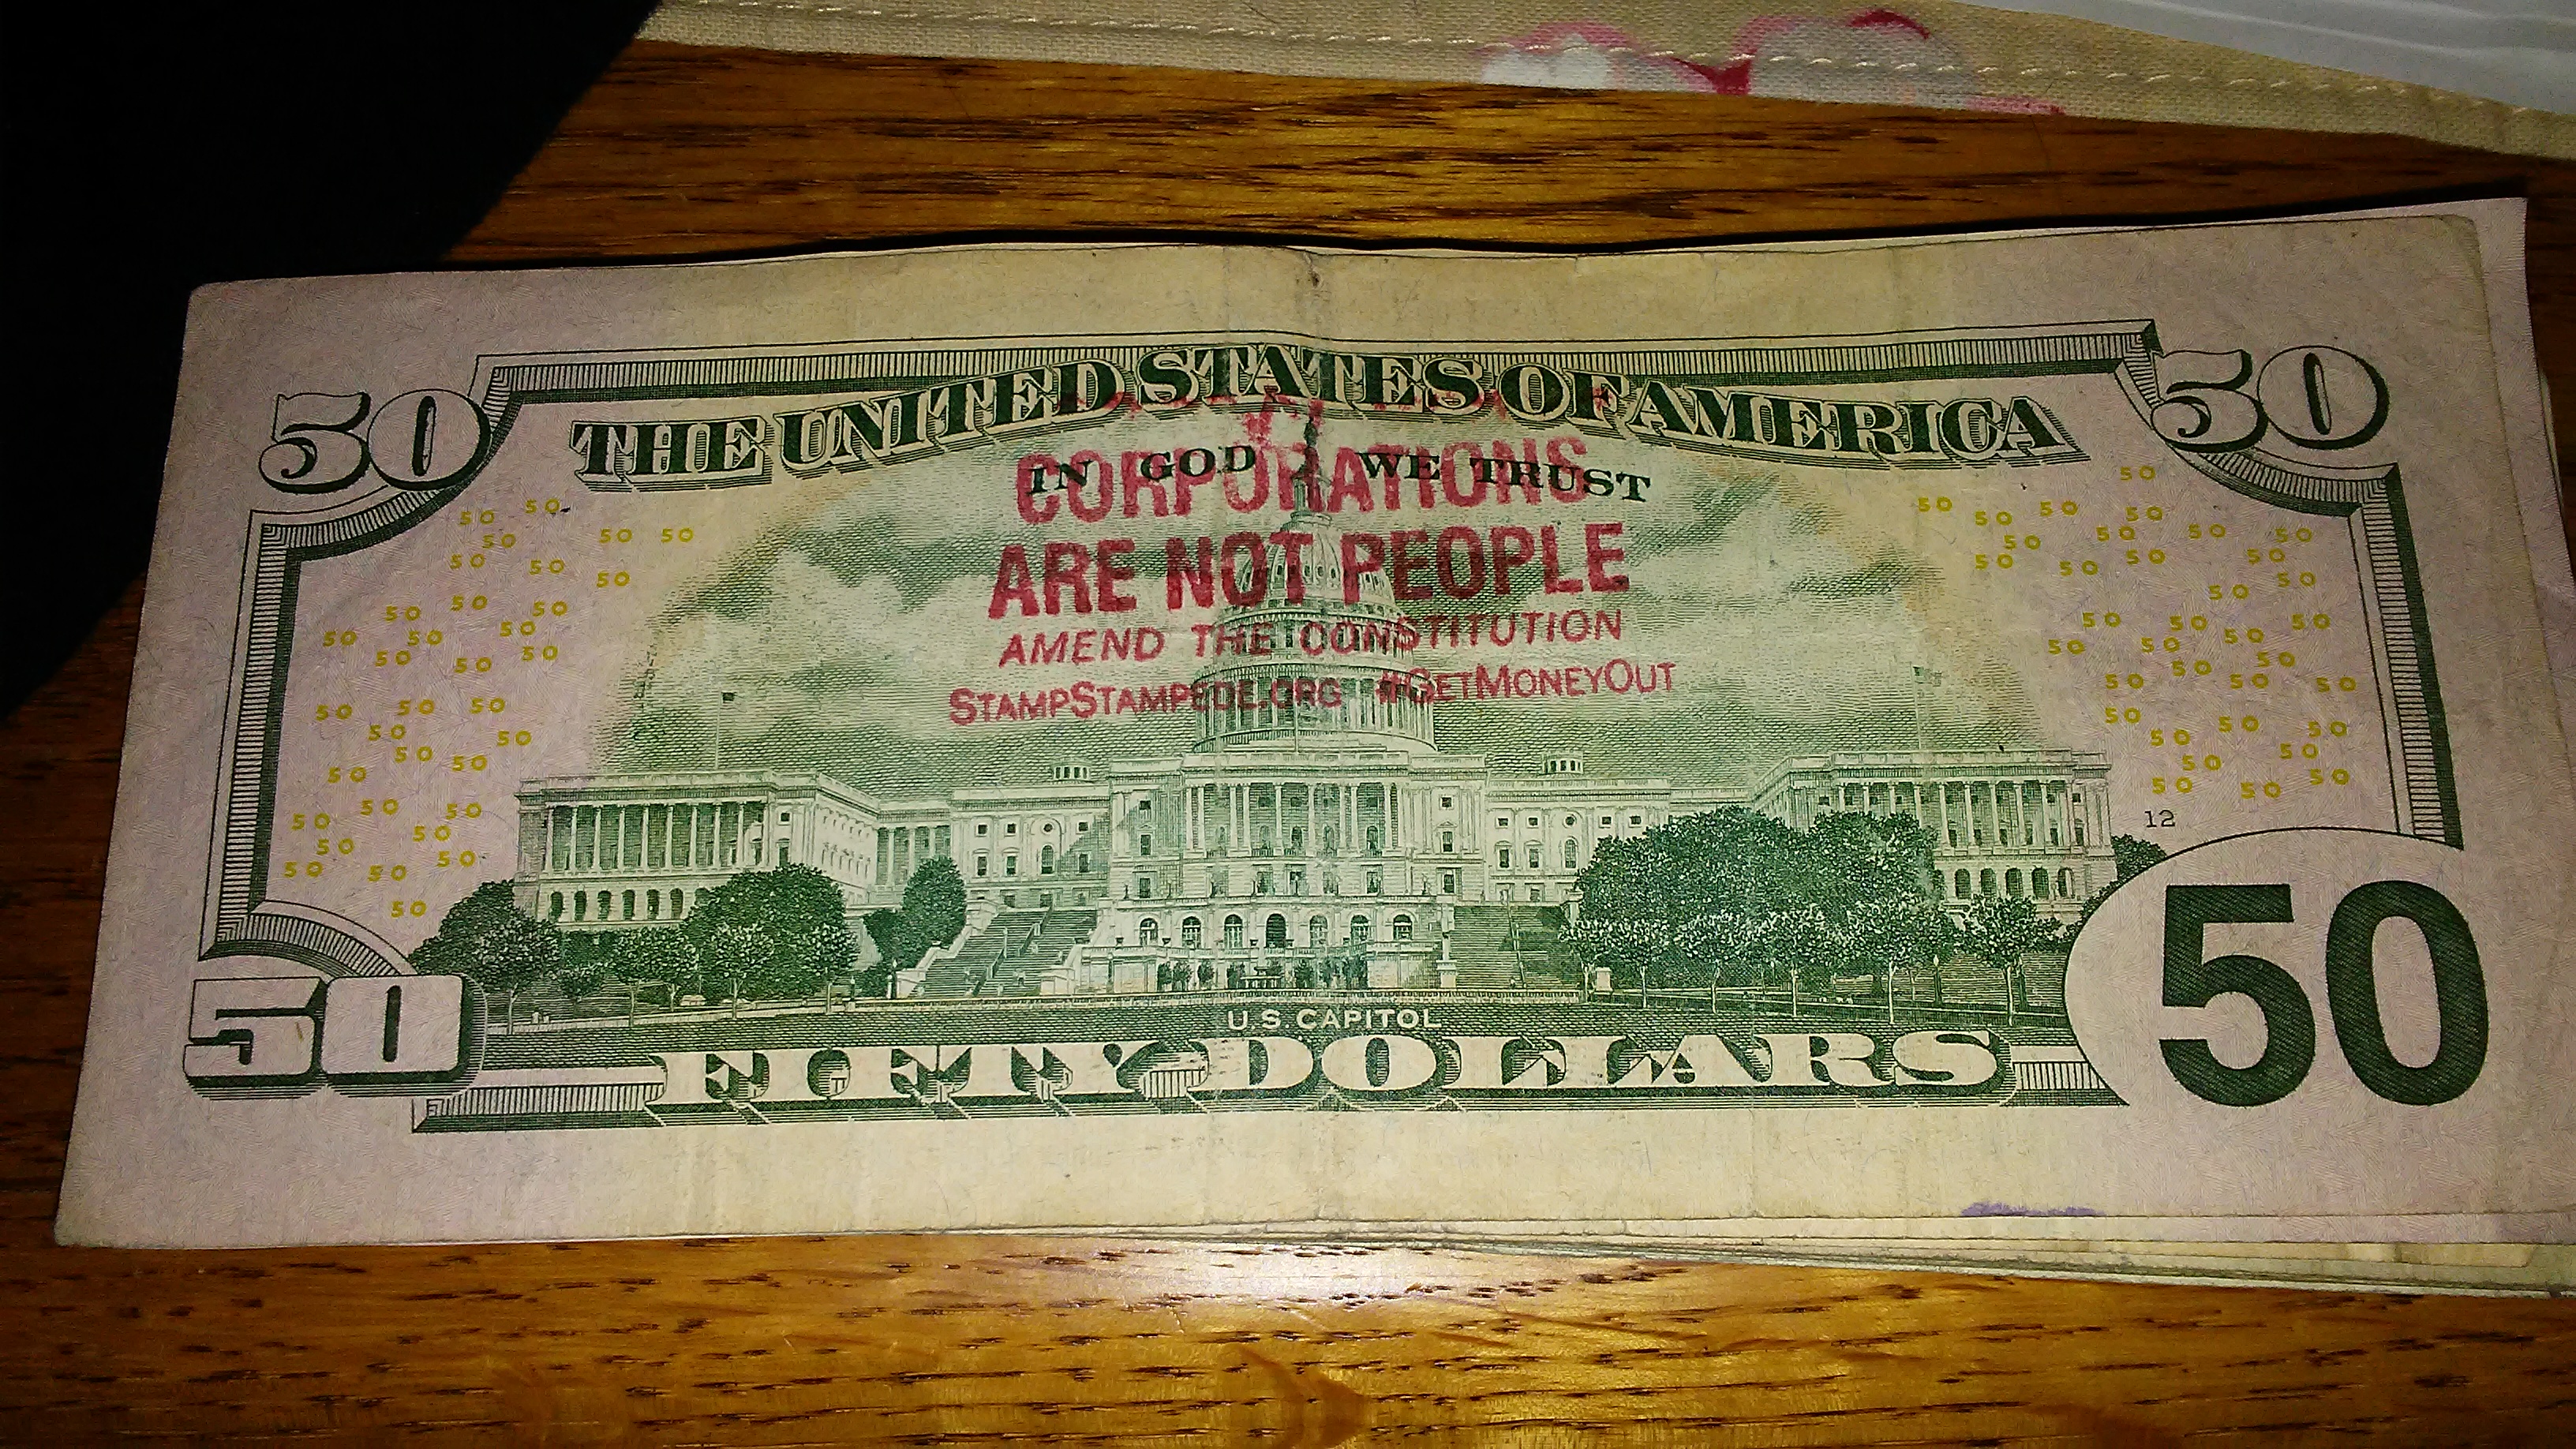 50 THE UNITED STATES OF AMERICA 50
IN GOD WE TRUST
CORPORATIONS
ARE NOT PEOPLE
AMEND THE CONSTITUTION
STAMPSTAMPEDE.ORG #GETMONEYOUT
12
50
50
U.S. CAPITOL
FIFTY DOLLARS